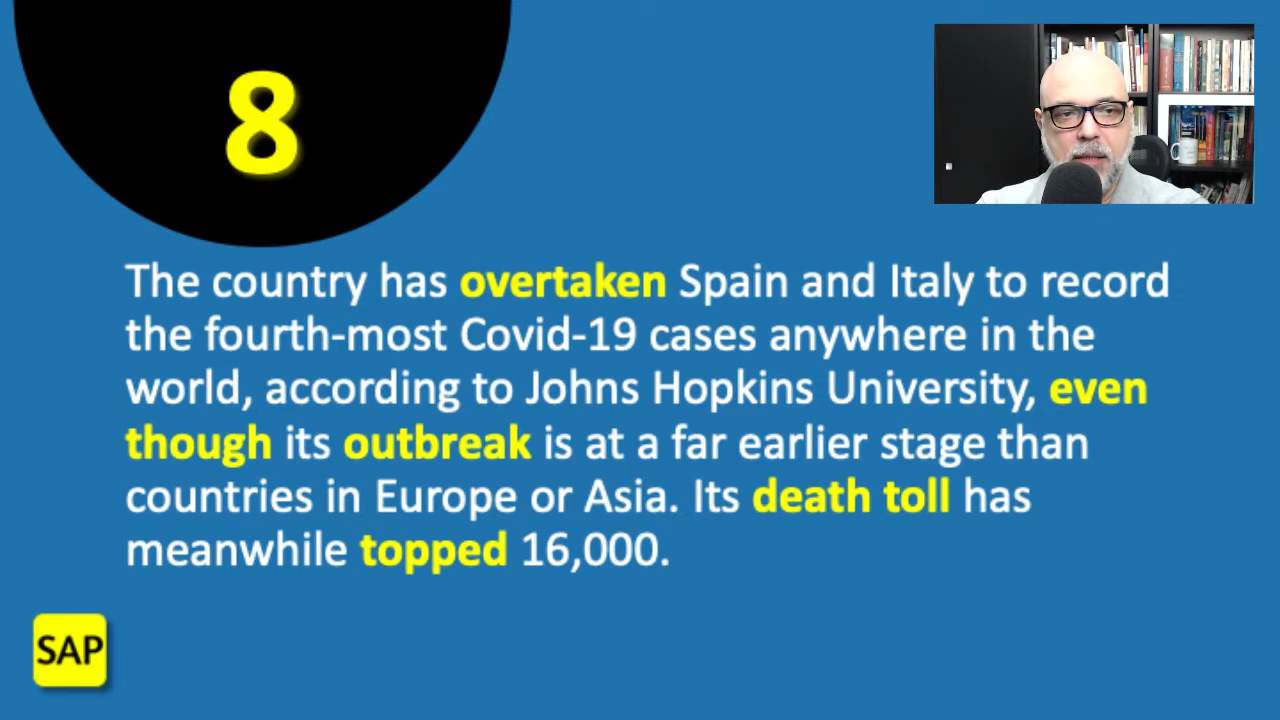 8
The country has overtaken Spain and Italy to record
the fourth-most Covid-19 cases anywhere in the
world, according to Johns Hopkins University, even
though its outbreak is at a far earlier stage than
countries in Europe or Asia. Its death toll has
meanwhile topped 16,000.
SAP